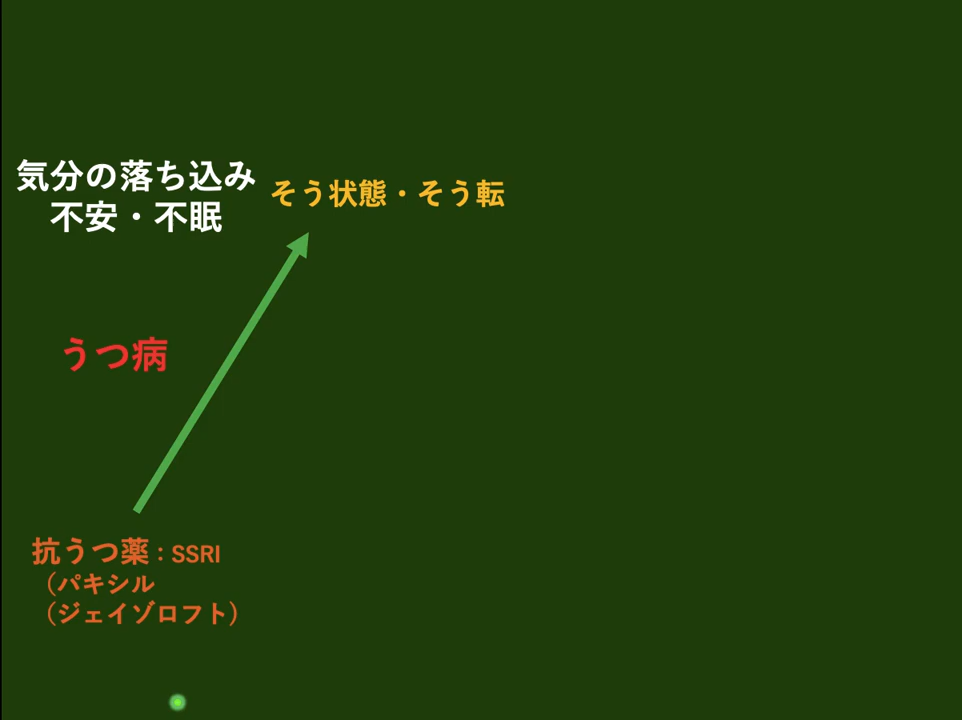 気分の落ち込み
不安・不眠
そう状態・そう転
うつ病
抗うつ薬：SSRI
（パキシル
（ジェイゾロフト）